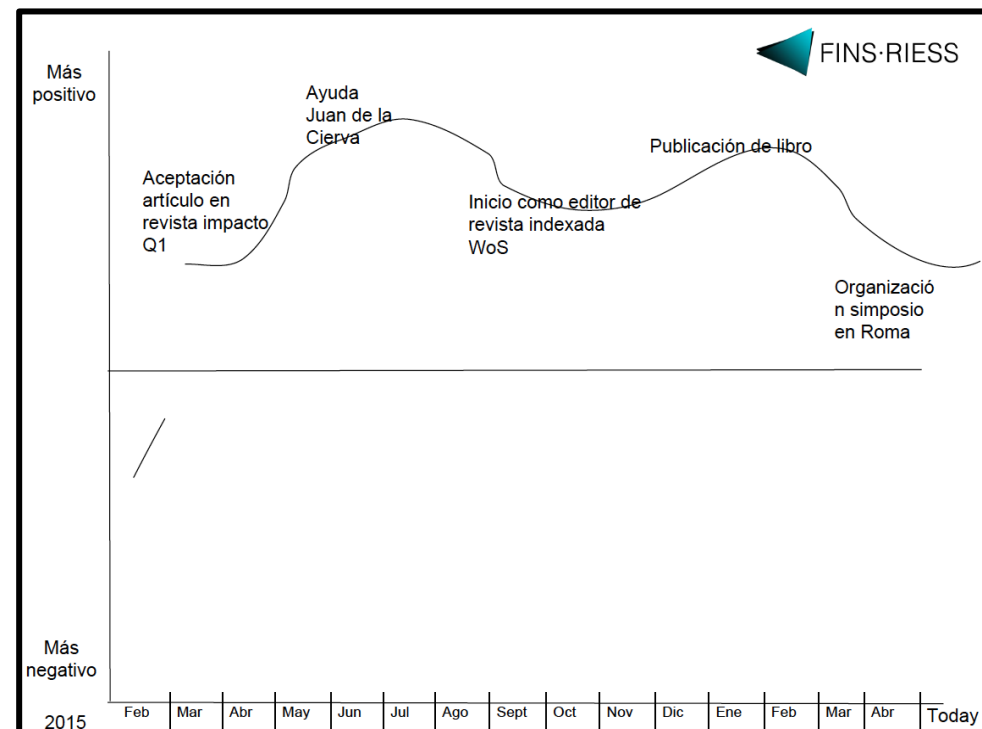 FINS·RIESS
Más
positivo
Ayuda
Juan de la
Cierva
Publicación de libro
Aceptación
artículo en
revista impacto
Q1
Inicio como editor de
revista indexada
WoS
Organizació
n simposio
en Roma
Más
negativo
2015 Feb Mar Abr May Jun Jul Ago Sept Oct Nov Dic Ene Feb Mar Abr Today